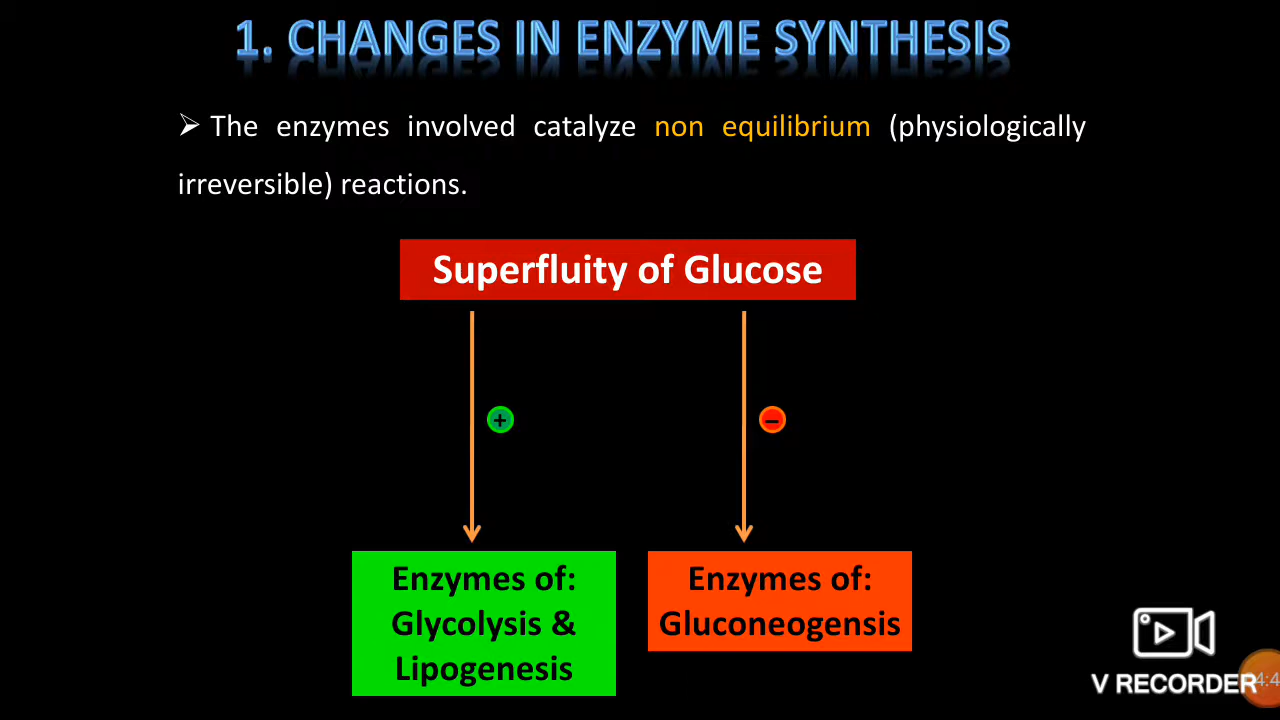 1. CHANGES IN ENZYME SYNTHESIS
➢ The enzymes involved catalyze non equilibrium (physiologically
irreversible) reactions.
Superfluity of Glucose
+
–
Enzymes of:
Glycolysis &
Lipogenesis
Enzymes of:
Gluconeogensis
V RECORDER